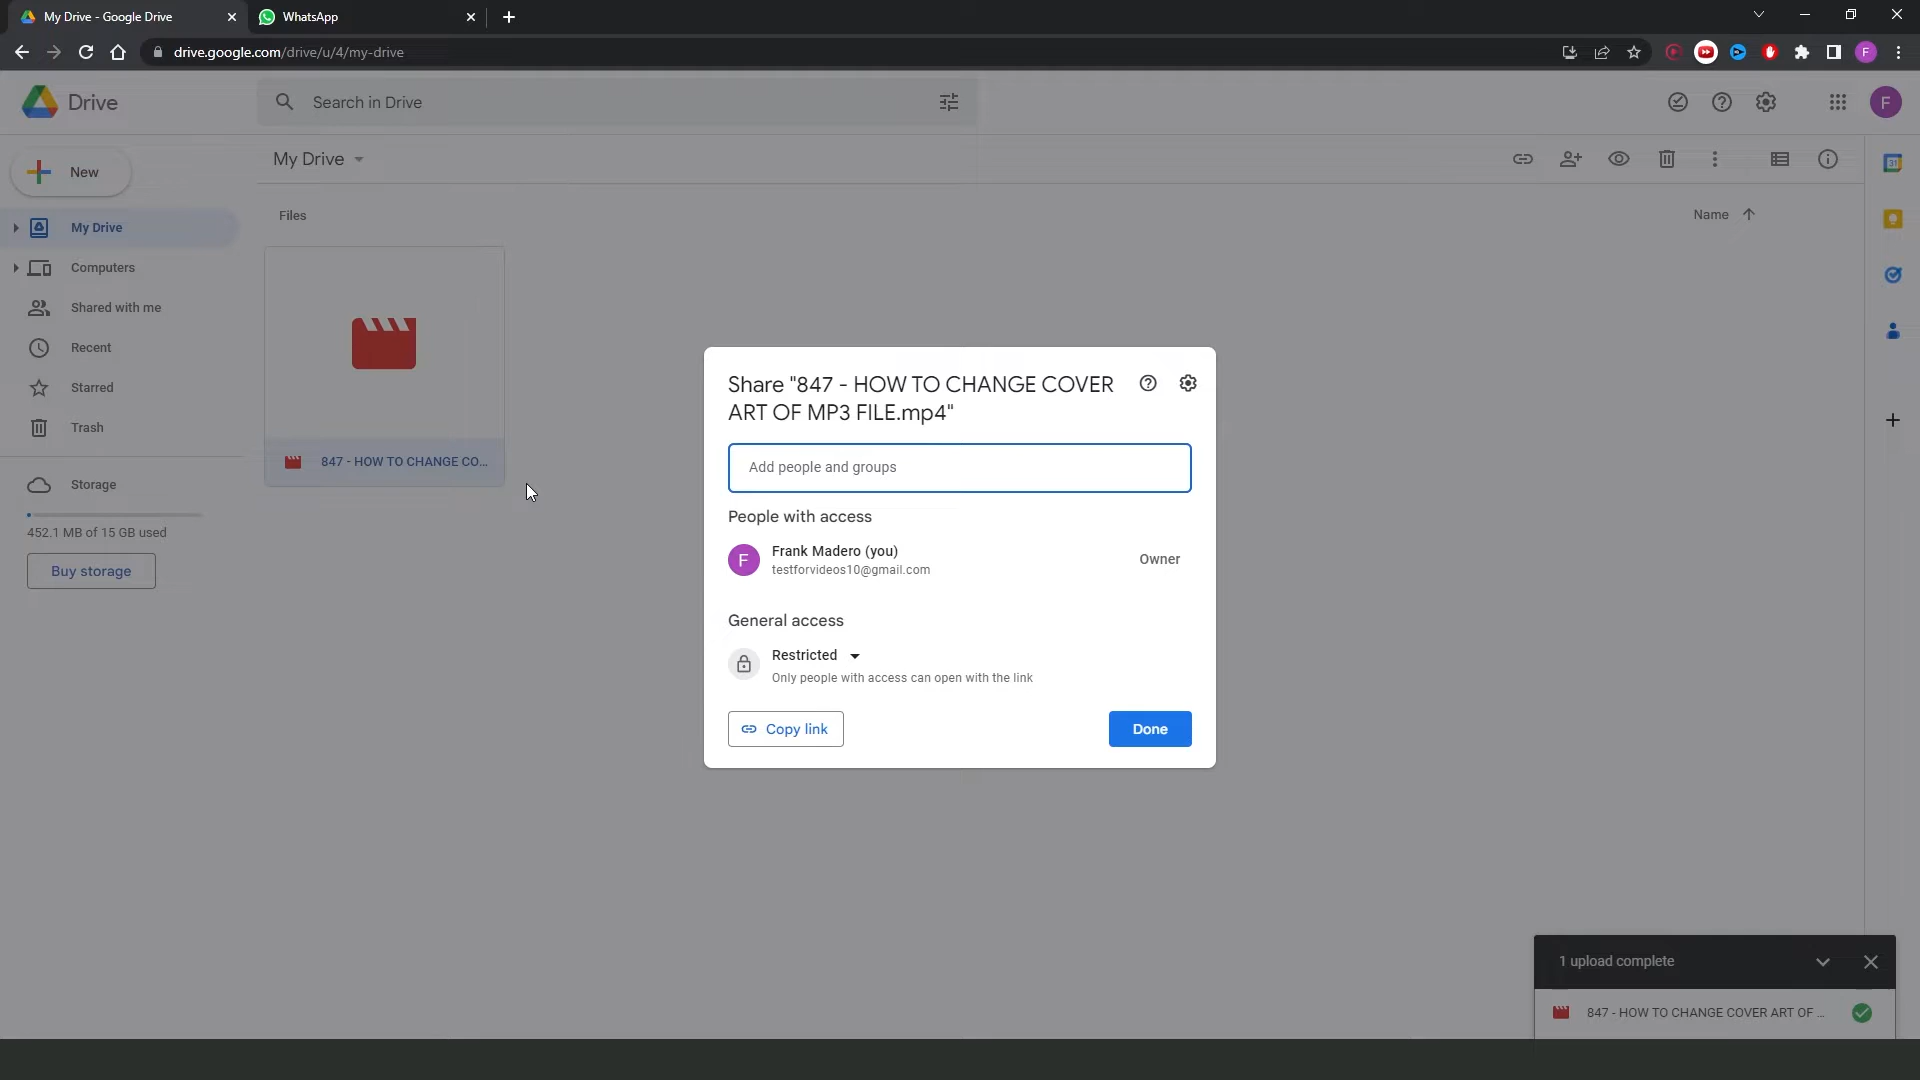 My Drive - Google Drive
WhatsApp
drive.google.com/drive/u/4/my-drive
F
Drive
Search in Drive
F
New
My Drive
31
Files
Name
My Drive
Computers
Shared with me
Recent
Starred
Trash
Storage
452.1 MB of 15 GB used
Buy storage
847 - HOW TO CHANGE CO...
Share "847 - HOW TO CHANGE COVER
ART OF MP3 FILE.mp4"
Add people and groups
People with access
F
Frank Madero (you)
testforvideos10@gmail.com
Owner
General access
Restricted
Only people with access can open with the link
Copy link
Done
1 upload complete
847 - HOW TO CHANGE COVER ART OF ...